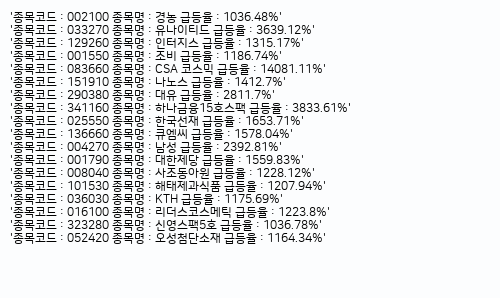 '종목코드 : 002100 종목명 : 경농 급등율 : 1036.48%'
'종목코드 : 033270 종목명 : 유나이티드 급등율 : 3639.12%'
'종목코드 : 129260 종목명 : 인터지스 급등율 : 1315.17%'
'종목코드 : 001550 종목명 : 조비 급등율 : 1186.74%'
'종목코드 : 083660 종목명 : CSA 코스믹 급등율 : 14081.11%'
'종목코드 : 151910 종목명 : 나노스 급등율 : 1412.7%'
'종목코드 : 290380 종목명 : 대유 급등율 : 2811.7%'
'종목코드 : 341160 종목명 : 하나금융15호스팩 급등율 : 3833.61%'
'종목코드 : 025550 종목명 : 한국선재 급등율 : 1653.71%'
'종목코드 : 136660 종목명 : 큐엠씨 급등율 : 1578.04%'
'종목코드 : 004270 종목명 : 남성 급등율 : 2392.81%'
'종목코드 : 001790 종목명 : 대한제당 급등율 : 1559.83%'
'종목코드 : 008040 종목명 : 사조동아원 급등율 : 1228.12%'
'종목코드 : 101530 종목명 : 해태제과식품 급등율 : 1207.94%'
'종목코드 : 036030 종목명 : KTH 급등율 : 1175.69%'
'종목코드 : 016100 종목명 : 리더스코스메틱 급등율 : 1223.8%'
'종목코드 : 323280 종목명 : 신영스팩5호 급등율 : 1036.78%'
'종목코드 : 052420 종목명 : 오성첨단소재 급등율 : 1164.34%'